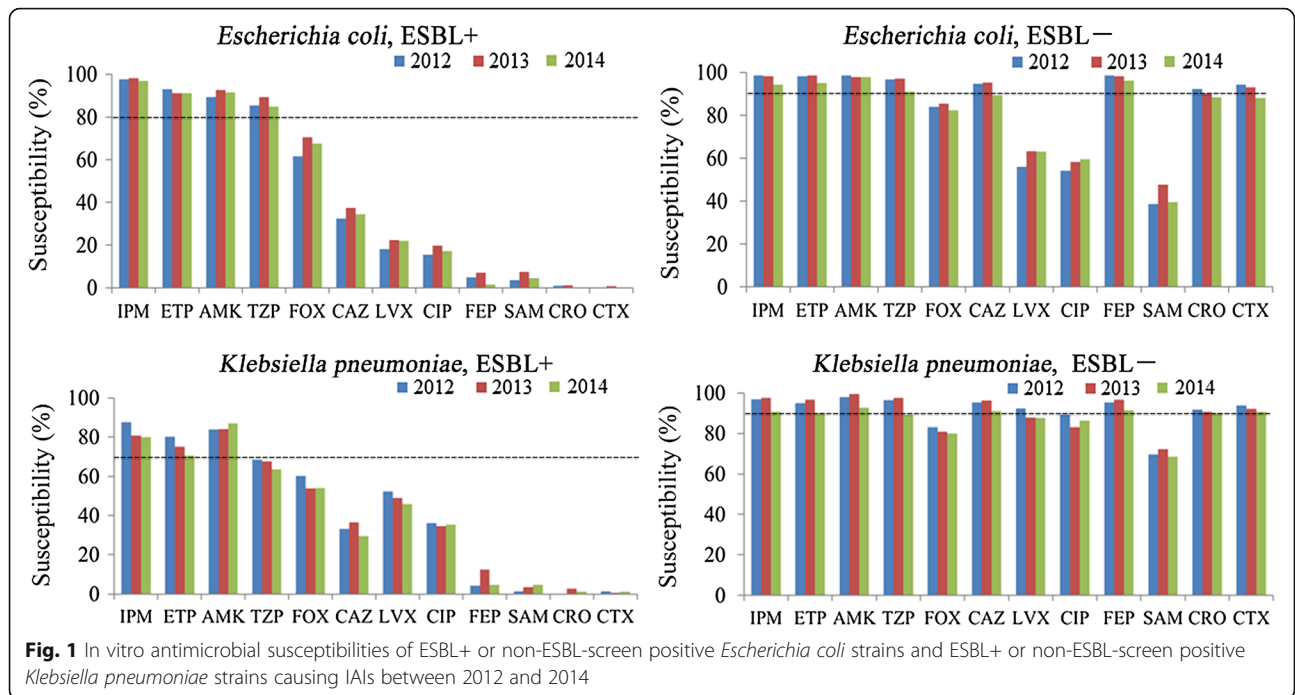 Escherichia coli, ESBL+
2012 2013 2014
Susceptibility (%)
100
80
60
40
20
0
IPM ETP AMK TZP FOX CAZ LVX CIP FEP SAM CRO CTX
Escherichia coli, ESBL—
2012 2013 2014
Susceptibility (%)
100
80
60
40
20
0
IPM ETP AMK TZP FOX CAZ LVX CIP FEP SAM CRO CTX
Klebsiella pneumoniae, ESBL+
2012 2013 2014
Susceptibility (%)
100
80
60
40
20
0
IPM ETP AMK TZP FOX CAZ LVX CIP FEP SAM CRO CTX
Klebsiella pneumoniae, ESBL—
2012 2013 2014
Susceptibility (%)
100
80
60
40
20
0
IPM ETP AMK TZP FOX CAZ LVX CIP FEP SAM CRO CTX
Fig. 1 In vitro antimicrobial susceptibilities of ESBL+ or non-ESBL-screen positive Escherichia coli strains and ESBL+ or non-ESBL-screen positive
Klebsiella pneumoniae strains causing IAIs between 2012 and 2014